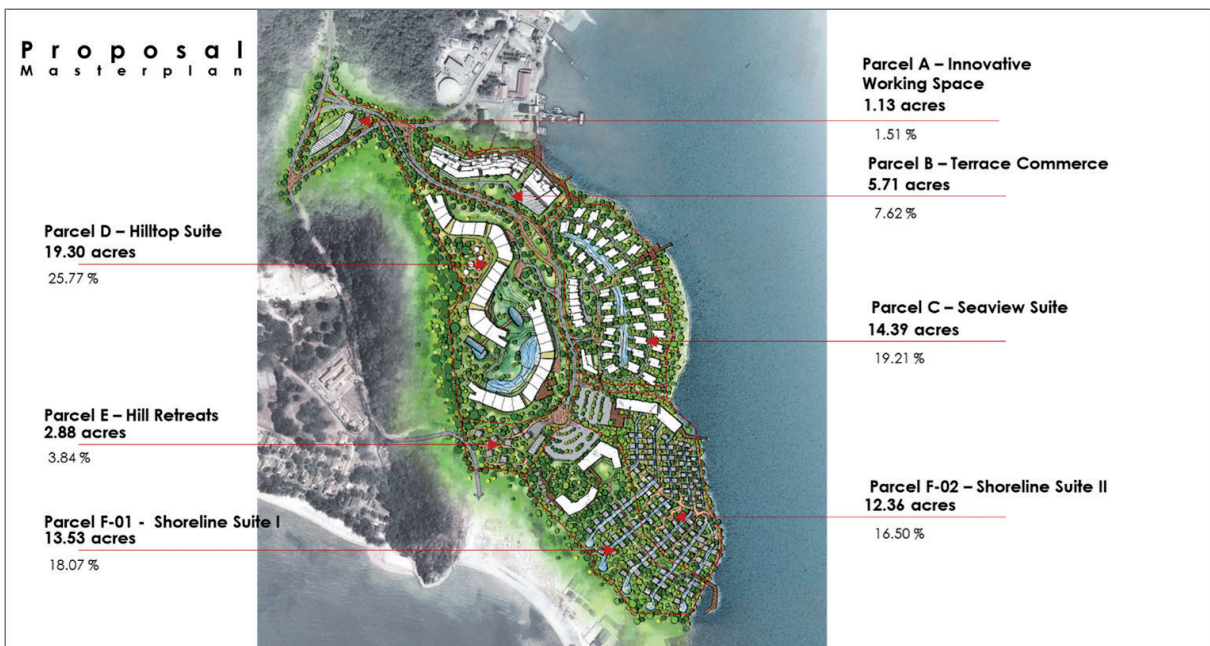 Proposal
Masterplan
Parcel A – Innovative
Working Space
1.13 acres
1.51 %
Parcel B – Terrace Commerce
5.71 acres
7.62 %
Parcel D – Hilltop Suite
19.30 acres
25.77 %
Parcel C – Seaview Suite
14.39 acres
19.21 %
Parcel E – Hill Retreats
2.88 acres
3.84 %
Parcel F-02 – Shoreline Suite II
12.36 acres
16.50 %
Parcel F-01 - Shoreline Suite I
13.53 acres
18.07 %